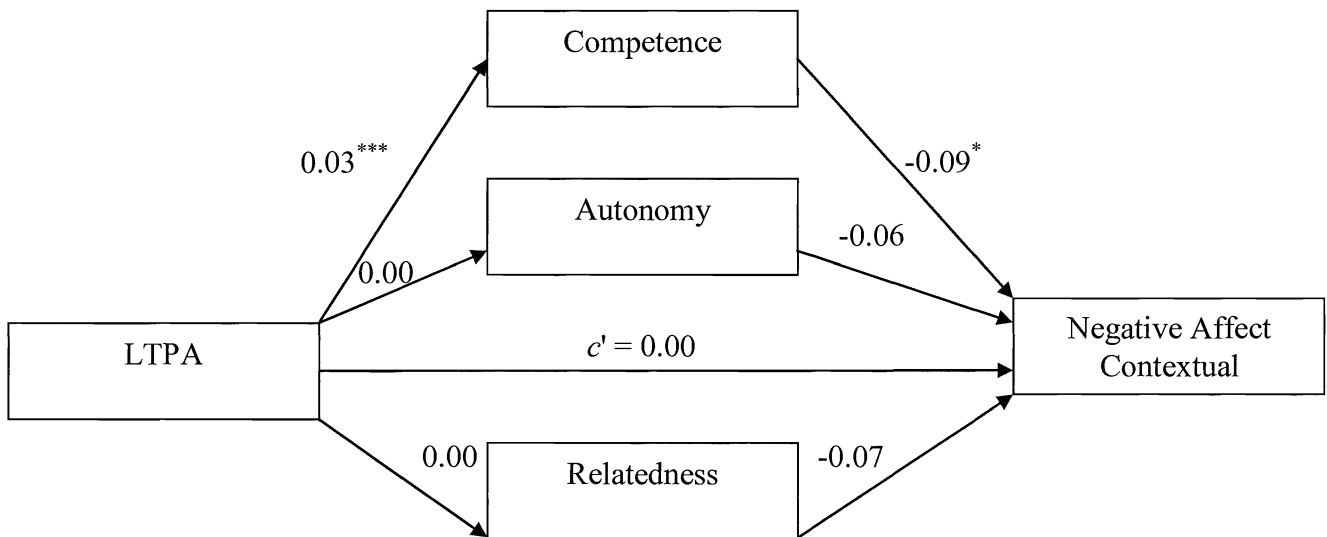 Competence
0.03***
-0.09*
Autonomy
-0.06
0.00
Negative Affect
Contextual
LTPA
c' = 0.00
0.00
Relatedness
-0.07